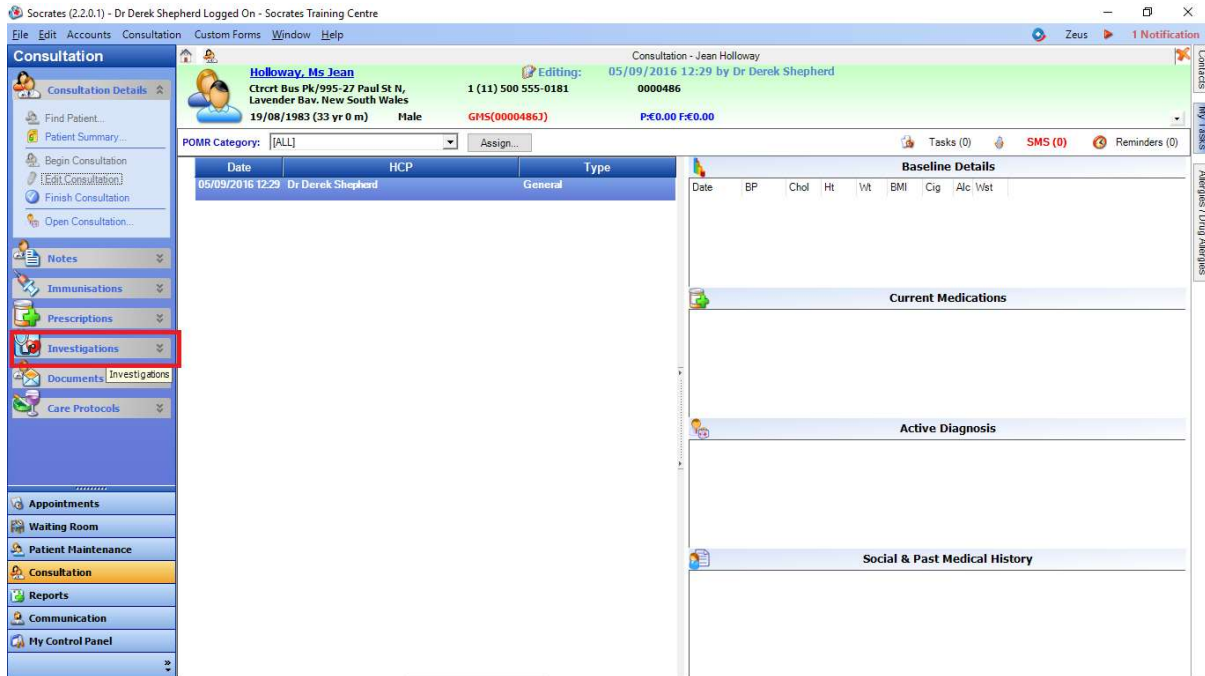 Socrates (2.2.0.1) - Dr Derek Shepherd Logged On - Socrates Training Centre
File Edit Accounts Consultation Custom Forms Window Help Zeus 1 Notification
Consultation
Consultation - Jean Holloway
Consultation Details
Find Patient...
Patient Summary...
Begin Consultation
Edit Consultation
Finish Consultation
Open Consultation...
Notes
Immunisations
Prescriptions
Investigations
Documents
Investigations
Care Protocols
Appointments
Waiting Room
Patient Maintenance
Consultation
Reports
Communication
My Control Panel
Holloway, Ms Jean Editing: 05/09/2016 12:29 by Dr Derek Shepherd
Ctrcrt Bus Pk/995-27 Paul St N, 1 (11) 500 555-0181 0000486
Lavender Bav. New South Wales
19/08/1983 (33 yr 0 m) Male GMS(0000486J) P:€0.00 F:€0.00
POMR Category: [ALL] Assign... Tasks (0) SMS (0) Reminders (0)
Date HCP Type
05/09/2016 12:29 Dr Derek Shepherd General
Baseline Details
Date BP Chol Ht Wt BMI Cig Alc Wst
Current Medications
Active Diagnosis
Social & Past Medical History
Contacts
My Tasks
Allergies / Drug Allergies